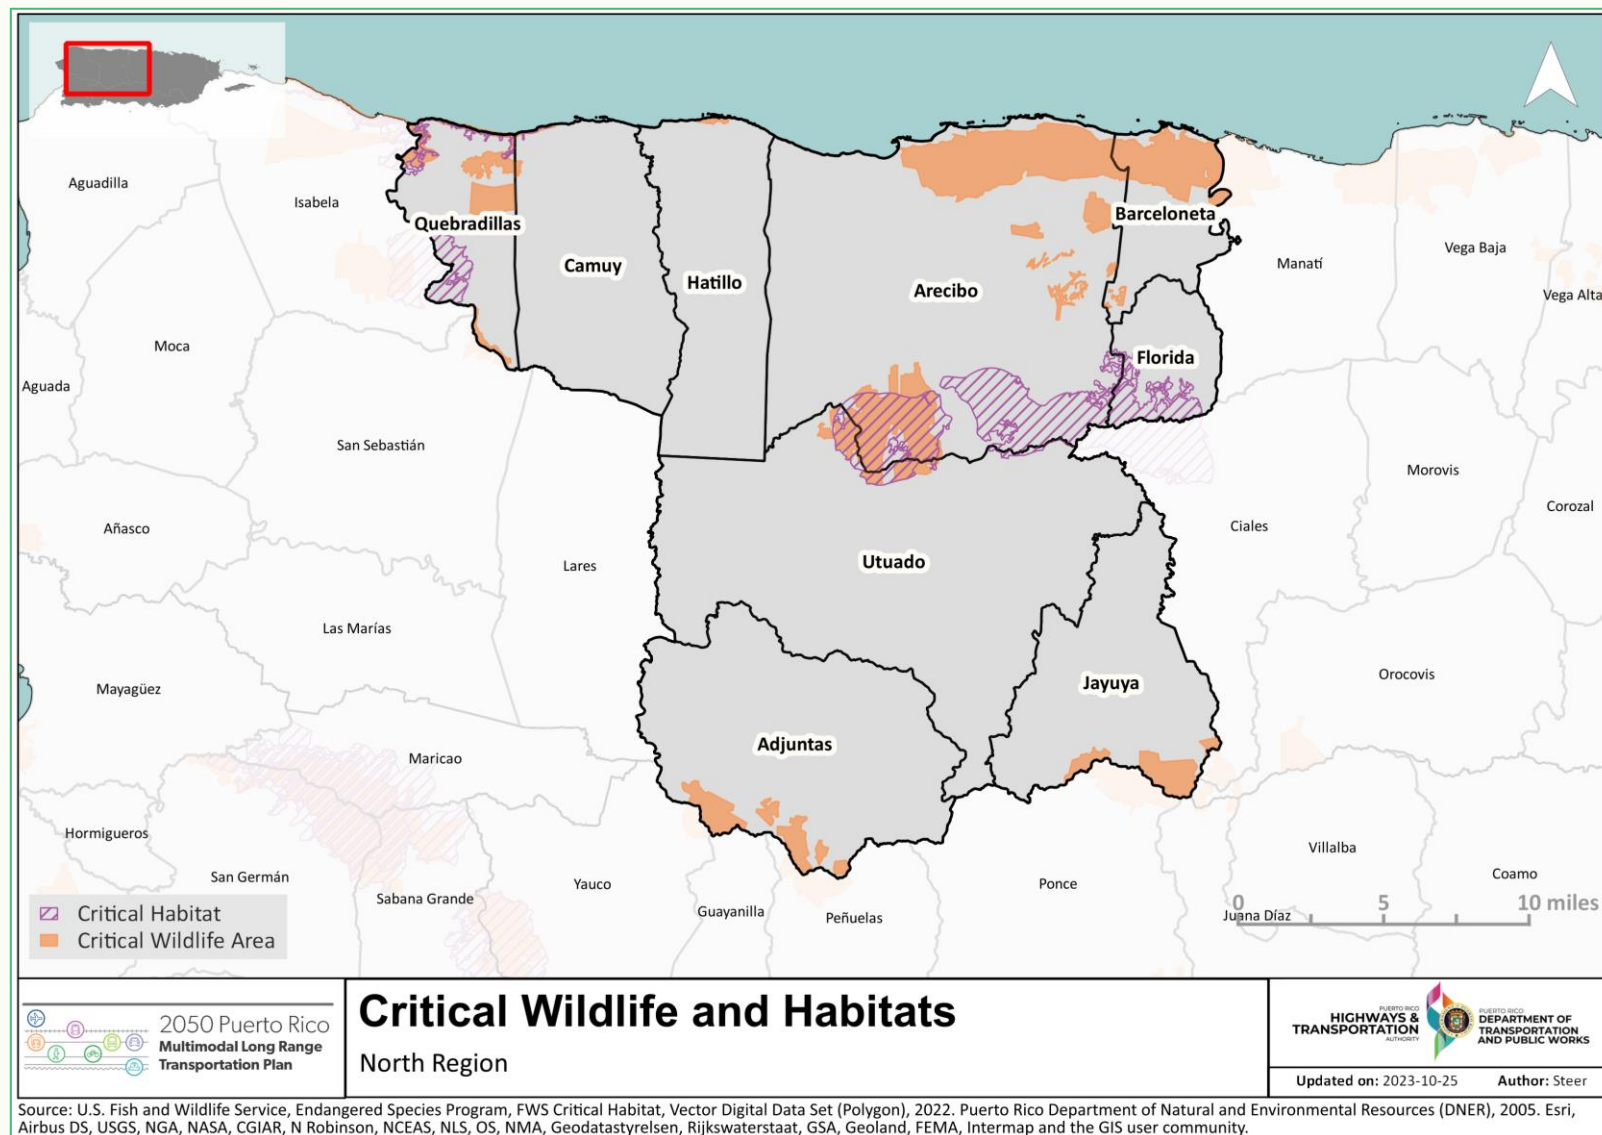 Aguadilla
Isabela
Quebradillas
Camuy
Hatillo
Arecibo
Barceloneta
Manatí
Vega Baja
Vega Alta
Moca
Aguada
Florida
San Sebastián
Morovis
Corozal
Añasco
Ciales
Lares
Utuado
Las Marías
Mayagüez
Jayuya
Orocovis
Adjuntas
Maricao
Hormigueros
San Germán
Sabana Grande
Yauco
Guayanilla
Peñuelas
Ponce
Villalba
Coamo
Juana Díaz
0 5 10 miles
Critical Habitat
Critical Wildlife Area
2050 Puerto Rico
Multimodal Long Range
Transportation Plan
Critical Wildlife and Habitats
North Region
PUERTO RICO
HIGHWAYS &
TRANSPORTATION
AUTHORITY
PUERTO RICO
DEPARTMENT OF
TRANSPORTATION
AND PUBLIC WORKS
Updated on: 2023-10-25 Author: Steer
Source: U.S. Fish and Wildlife Service, Endangered Species Program, FWS Critical Habitat, Vector Digital Data Set (Polygon), 2022. Puerto Rico Department of Natural and Environmental Resources (DNER), 2005. Esri,
Airbus DS, USGS, NGA, NASA, CGIAR, N Robinson, NCEAS, NLS, OS, NMA, Geodatastyrelsen, Rijkswaterstaat, GSA, Geoland, FEMA, Intermap and the GIS user community.